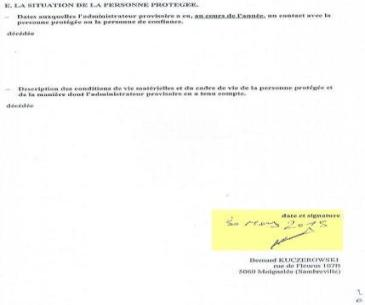 E. LA SITUATION DE LA PERSONNE PROTEGEE.
– Dates auxquelles l'administrateur provisoire a eu, au cours de l'année, un contact avec la
personne protégée ou la personne de confiance.
décédée
– Description des conditions de vie matérielles et du cadre de vie de la personne protégée et
de la manière dont l'administrateur provisoire en a tenu compte.
décédée
date et signature
30 2015
Bernard KUCZEROWSKI
rue de Fleurus 107B
5060 Moignelée (Sambreville)